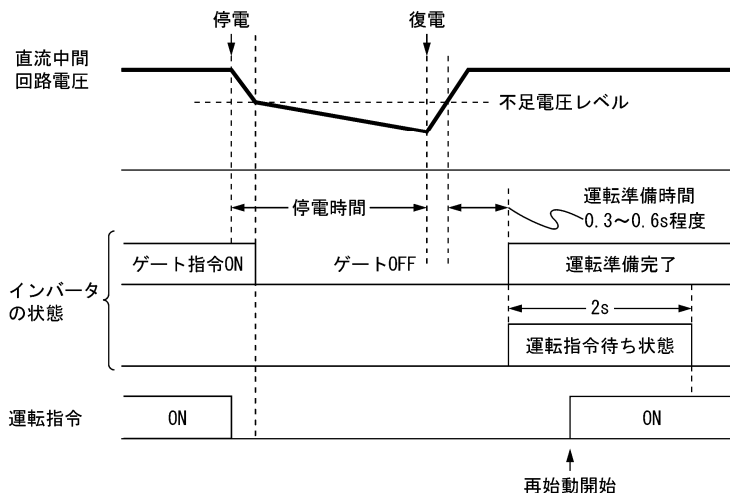 停電
復電
直流中間
回路電圧
不足電圧レベル
停電時間
運転準備時間
0.3～0.6s程度
ゲート指令ON
ゲートOFF
運転準備完了
インバータ
の状態
2s
運転指令待ち状態
運転指令
ON
ON
再始動開始